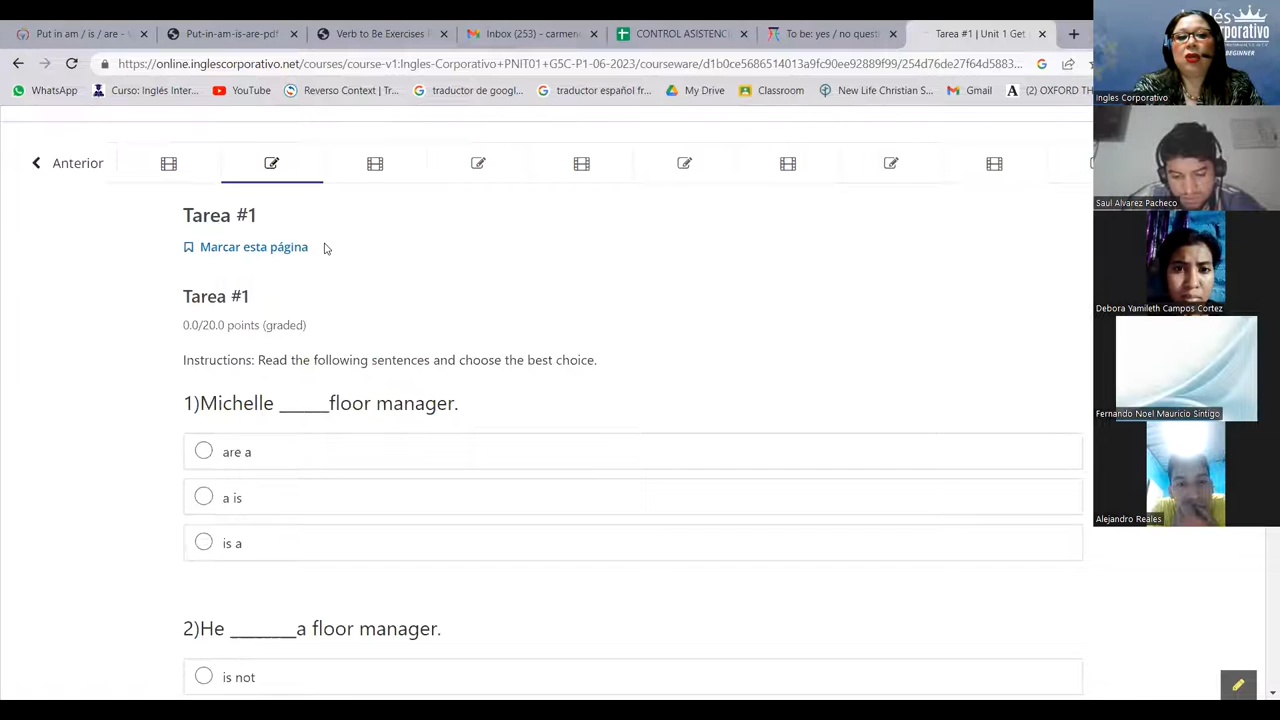 Put in am / is / are -
Put-in-am-is-are-pdf
Verb to Be Exercises F
Inbox (253) - rsamend
CONTROL ASISTENC
To be: yes / no questi
Tarea #1 | Unit 1 Get
https://online.inglescorporativo.net/courses/course-v1:Ingles-Corporativo+PNI101+G5C-P1-06-2023/courseware/d1b0ce5686514013a9fc90ee92889f99/254d76de27f64d5883...
WhatsApp
Curso: Inglés Inter...
YouTube
Reverso Context | Tr...
traductor de googl...
traductor español fr...
My Drive
Classroom
New Life Christian S...
Gmail
(2) OXFORD TH
Anterior
Tarea #1
Marcar esta página
Tarea #1
0.0/20.0 points (graded)
Instructions: Read the following sentences and choose the best choice.
1)Michelle ______floor manager.
are a
a is
is a
2)He ________a floor manager.
is not
Ingles Corporativo
Saul Alvarez Pacheco
Debora Yamileth Campos Cortez
Fernando Noel Mauricio Sintigo
Alejandro Reales